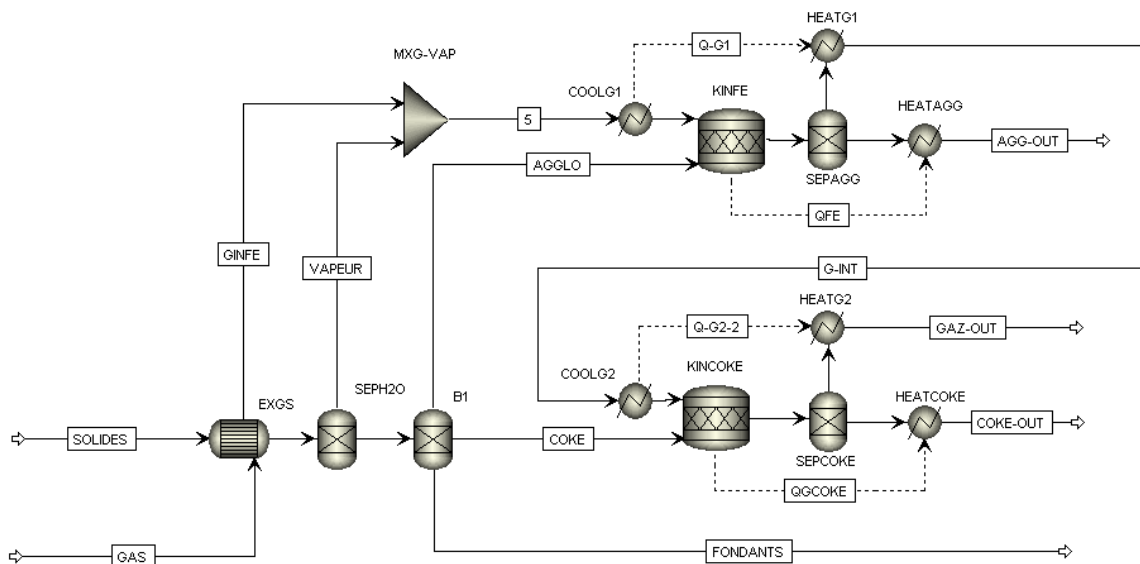 HEATG1
Q-G1
MXG-VAP
COOLG1
KINFE
HEATAGG
5
AGG-OUT
AGGLO
SEPAGG
QFE
GINFE
VAPEUR
G-INT
HEATG2
Q-G2-2
GAZ-OUT
COOLG2
KINCOKE
SEPH2O
B1
HEATCOKE
EXGS
SOLIDES
COKE
COKE-OUT
SEPCOKE
QGCOKE
GAS
FONDANTS